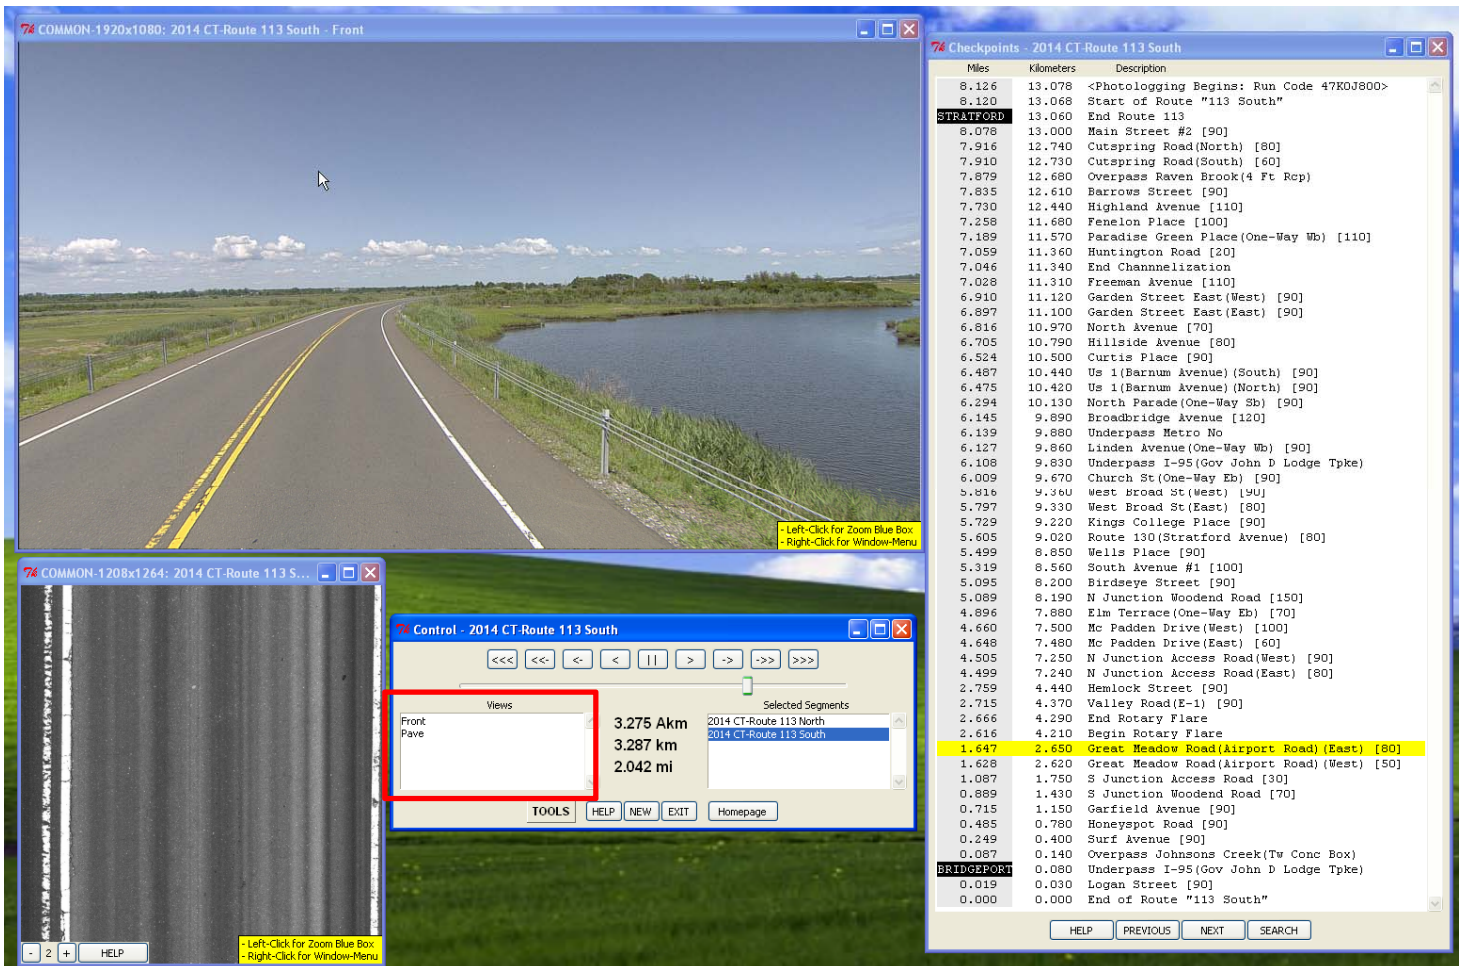 COMMON-1920x1080: 2014 CT-Route 113 South - Front
- Left-Click for Zoom Blue Box
- Right-Click for Window-Menu
COMMON-1208x1264: 2014 CT-Route 113 S...
- 2 + HELP
- Left-Click for Zoom Blue Box
- Right-Click for Window-Menu
Control - 2014 CT-Route 113 South
<<< <<- <- < || > -> ->> >>>
Views Selected Segments
Front
Pave
3.275 Akm
3.287 km
2.042 mi
2014 CT-Route 113 North
2014 CT-Route 113 South
TOOLS HELP NEW EXIT Homepage
Checkpoints - 2014 CT-Route 113 South
Miles Kilometers Description
8.126 13.078 <Photologging Begins: Run Code 47KOJ800>
8.120 13.068 Start of Route "113 South"
STRATFORD 13.060 End Route 113
8.078 13.000 Main Street #2 [90]
7.916 12.740 Cutspring Road(North) [80]
7.910 12.730 Cutspring Road(South) [60]
7.879 12.680 Overpass Raven Brook(4 Ft Rcp)
7.835 12.610 Barrows Street [90]
7.730 12.440 Highland Avenue [110]
7.258 11.680 Fenelon Place [100]
7.189 11.570 Paradise Green Place(One-Way Wb) [110]
7.059 11.360 Huntington Road [20]
7.046 11.340 End Channnelization
7.028 11.310 Freeman Avenue [110]
6.910 11.120 Garden Street East(West) [90]
6.897 11.100 Garden Street East(East) [90]
6.816 10.970 North Avenue [70]
6.705 10.790 Hillside Avenue [80]
6.524 10.500 Curtis Place [90]
6.487 10.440 Us 1(Barnum Avenue)(South) [90]
6.475 10.420 Us 1(Barnum Avenue)(North) [90]
6.294 10.130 North Parade(One-Way Sb) [90]
6.145 9.890 Broadbridge Avenue [120]
6.139 9.880 Underpass Metro No
6.127 9.860 Linden Avenue(One-Way Wb) [90]
6.108 9.830 Underpass I-95(Gov John D Lodge Tpke)
6.009 9.670 Church St(One-Way Eb) [90]
5.816 9.360 West Broad St(West) [90]
5.797 9.330 West Broad St(East) [80]
5.729 9.220 Kings College Place [90]
5.605 9.020 Route 130(Stratford Avenue) [80]
5.499 8.850 Wells Place [90]
5.319 8.560 South Avenue #1 [100]
5.095 8.200 Birdseye Street [90]
5.089 8.190 N Junction Woodend Road [150]
4.896 7.880 Elm Terrace(One-Way Eb) [70]
4.660 7.500 Mc Padden Drive(West) [100]
4.648 7.480 Mc Padden Drive(East) [60]
4.505 7.250 N Junction Access Road(West) [90]
4.499 7.240 N Junction Access Road(East) [80]
2.759 4.440 Hemlock Street [90]
2.715 4.370 Valley Road(E-1) [90]
2.666 4.290 End Rotary Flare
2.616 4.210 Begin Rotary Flare
1.647 2.650 Great Meadow Road(Airport Road)(East) [80]
1.628 2.620 Great Meadow Road(Airport Road)(West) [50]
1.087 1.750 S Junction Access Road [30]
0.889 1.430 S Junction Woodend Road [70]
0.715 1.150 Garfield Avenue [90]
0.485 0.780 Honeyspot Road [90]
0.249 0.400 Surf Avenue [90]
0.087 0.140 Overpass Johnsons Creek(Tw Conc Box)
BRIDGEPORT 0.080 Underpass I-95(Gov John D Lodge Tpke)
0.019 0.030 Logan Street [90]
0.000 0.000 End of Route "113 South"
HELP PREVIOUS NEXT SEARCH